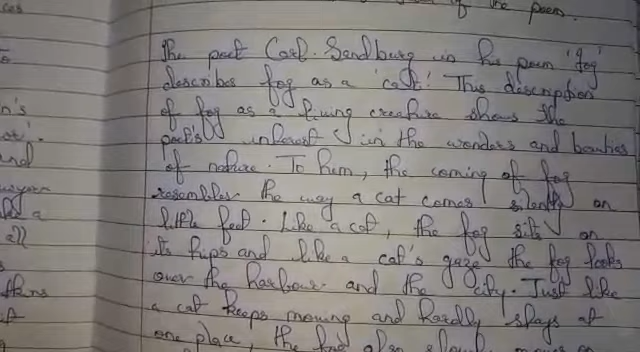 of the poem.
The poet Carl. Sandburg in his poem 'fog'
describes fog as a 'cat'. This description
of fog as a living creature shows the
poet's interest in the wonders and beauties
of nature. To him, the coming of fog
resembles the way a cat comes silently on
little feet. Like a cat, the fog sits on
its hips and like a cat's gaze the fog looks
over the harbour and the city. Just like
a cat keeps moving and hardly stays at
one place, the fog also